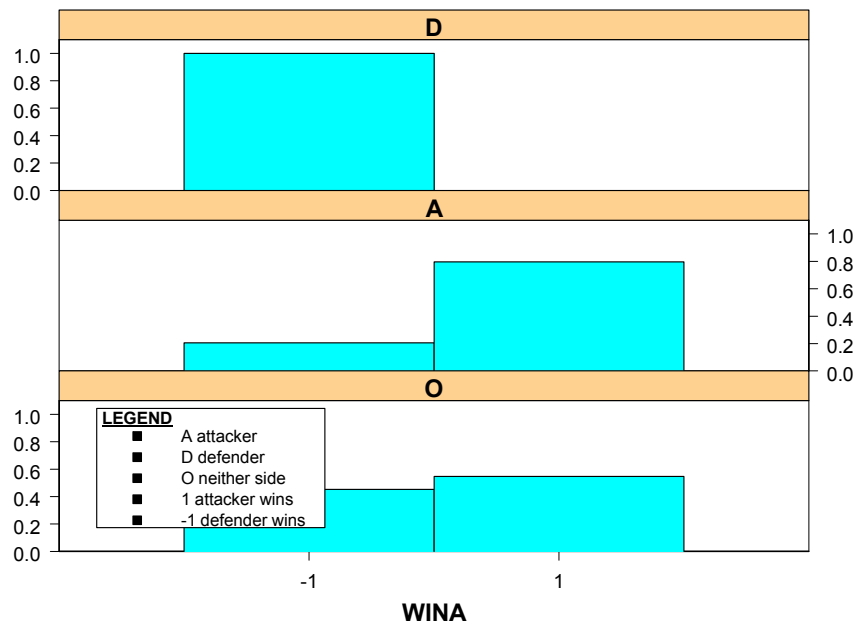 D
1.0
0.8
0.6
0.4
0.2
0.0
A
1.0
0.8
0.6
0.4
0.2
0.0
O
1.0
0.8
0.6
0.4
0.2
0.0
LEGEND
A attacker
D defender
O neither side
1 attacker wins
-1 defender wins
-1 1
WINA